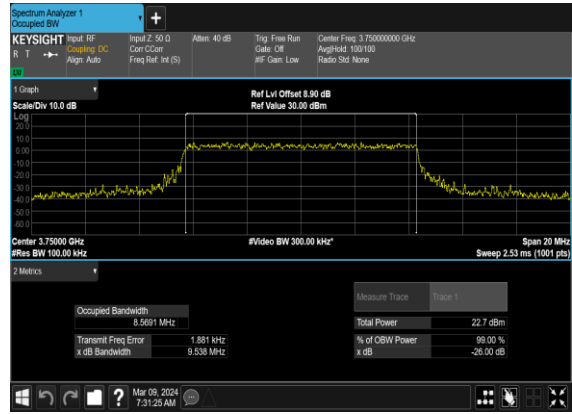 Spectrum Analyzer 1
Occupied BW
+
KEYSIGHT Input: RF Input Z: 50 Ω Atten: 40 dB Trig: Free Run Center Freq: 3.750000000 GHz
R T Coupling: DC Corr CCorr Gate: Off Avg|Hold: 100/100
Align: Auto Freq Ref: Int (S) #IF Gain: Low Radio Std: None
1 Graph Ref Lvl Offset 8.90 dB
Scale/Div 10.0 dB Ref Value 30.00 dBm
Log
20.0
10.0
0.00
-10.0
-20.0
-30.0
-40.0
-50.0
-60.0
Center 3.75000 GHz #Video BW 300.00 kHz* Span 20 MHz
#Res BW 100.00 kHz Sweep 2.53 ms (1001 pts)
2 Metrics
Measure Trace Trace 1
Occupied Bandwidth
8.5691 MHz Total Power 22.7 dBm
Transmit Freq Error 1.881 kHz % of OBW Power 99.00 %
x dB Bandwidth 9.538 MHz x dB -26.00 dB
? Mar 09, 2024
7:31:25 AM